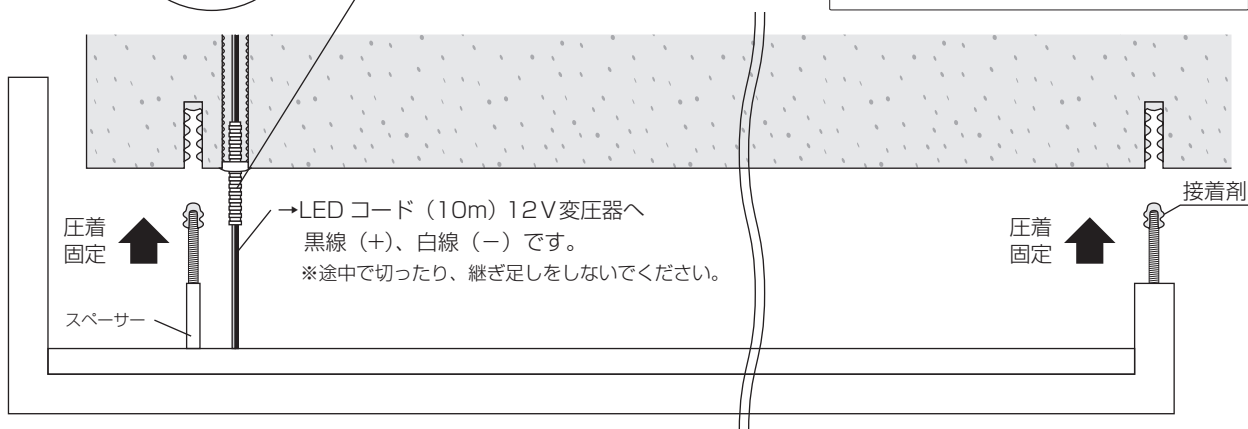 →LED コード（10m）12V変圧器へ
黒線（+）、白線（−）です。
※途中で切ったり、継ぎ足しをしないでください。
圧着
固定
スペーサー
圧着
固定
接着剤